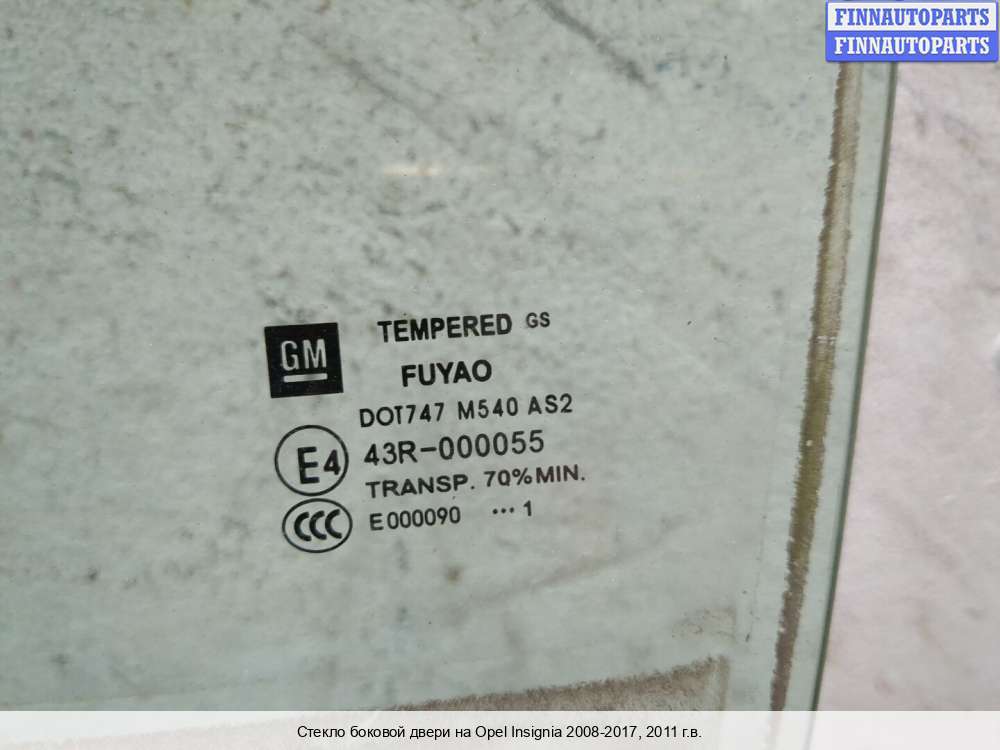 FINNAUTOPARTS
FINNAUTOPARTS
GM
TEMPERED GS
FUYAO
DOT747 M540 AS2
E4
43R-000055
TRANSP. 70%MIN.
CCC
E000090 ••• 1
Стекло боковой двери на Opel Insignia 2008-2017, 2011 г.в.